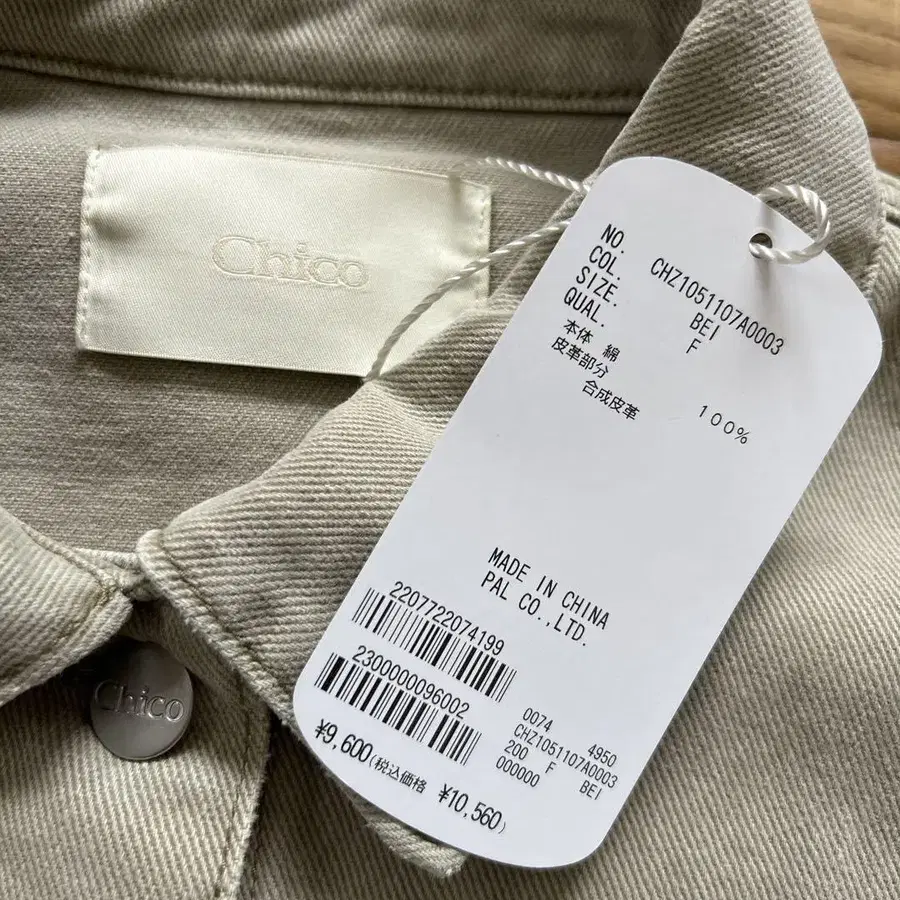 Chico
NO. CHZ1051107A0003
COL. BEI
SIZE. F
QUAL.
本体 綿 100%
皮革部分
合成皮革
MADE IN CHINA
PAL CO.,LTD.
2207722074199
2300000096002
0074 4950
CHZ1051107A0003
200 F BEI
000000
¥9,600(税込価格 ¥10,560)
Chico